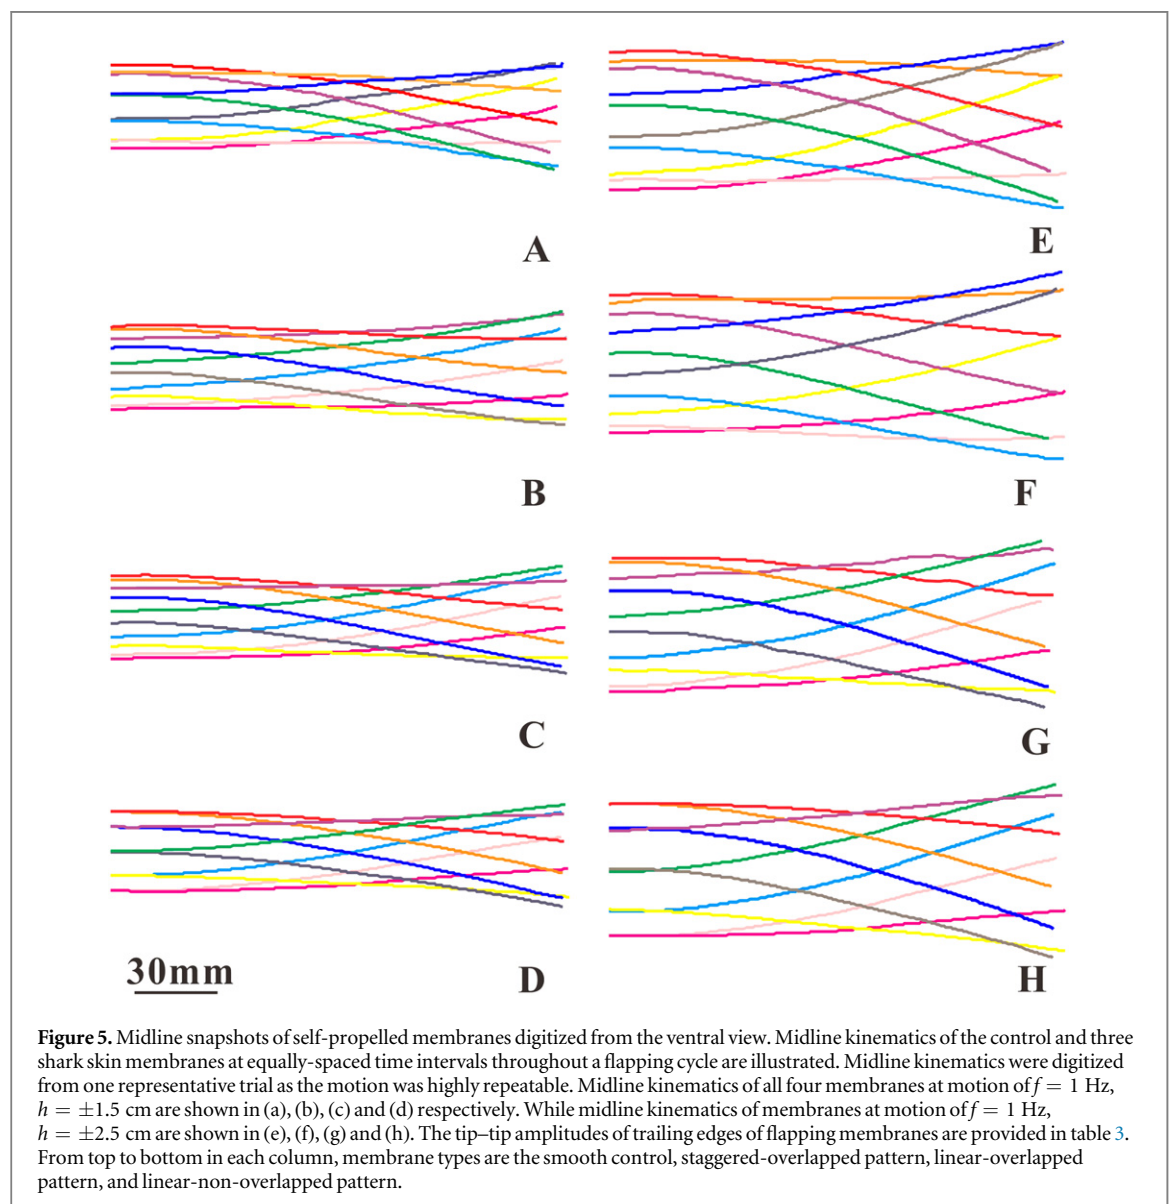 A
E
B
F
C
G
D
H
30mm
Figure 5. Midline snapshots of self-propelled membranes digitized from the ventral view. Midline kinematics of the control and three
shark skin membranes at equally-spaced time intervals throughout a flapping cycle are illustrated. Midline kinematics were digitized
from one representative trial as the motion was highly repeatable. Midline kinematics of all four membranes at motion of f = 1 Hz,
h = ±1.5 cm are shown in (a), (b), (c) and (d) respectively. While midline kinematics of membranes at motion of f = 1 Hz,
h = ±2.5 cm are shown in (e), (f), (g) and (h). The tip–tip amplitudes of trailing edges of flapping membranes are provided in table 3.
From top to bottom in each column, membrane types are the smooth control, staggered-overlapped pattern, linear-overlapped
pattern, and linear-non-overlapped pattern.